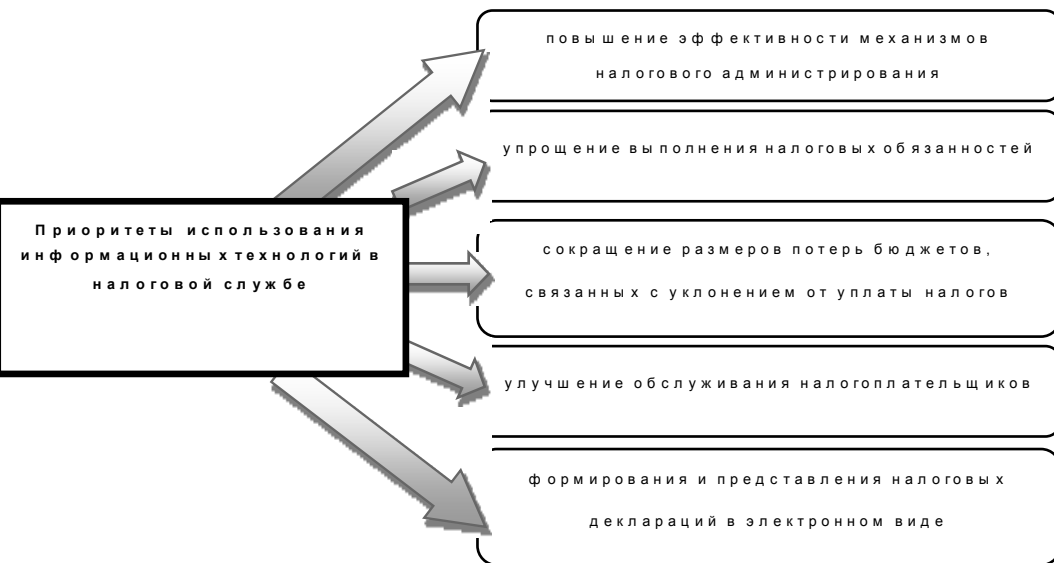 Приоритеты использования
информационных технологий в
налоговой службе
повышение эффективности механизмов
налогового администрирования
упрощение выполнения налоговых обязанностей
сокращение размеров потерь бюджетов,
связанных с уклонением от уплаты налогов
улучшение обслуживания налогоплательщиков
формирования и представления налоговых
деклараций в электронном виде